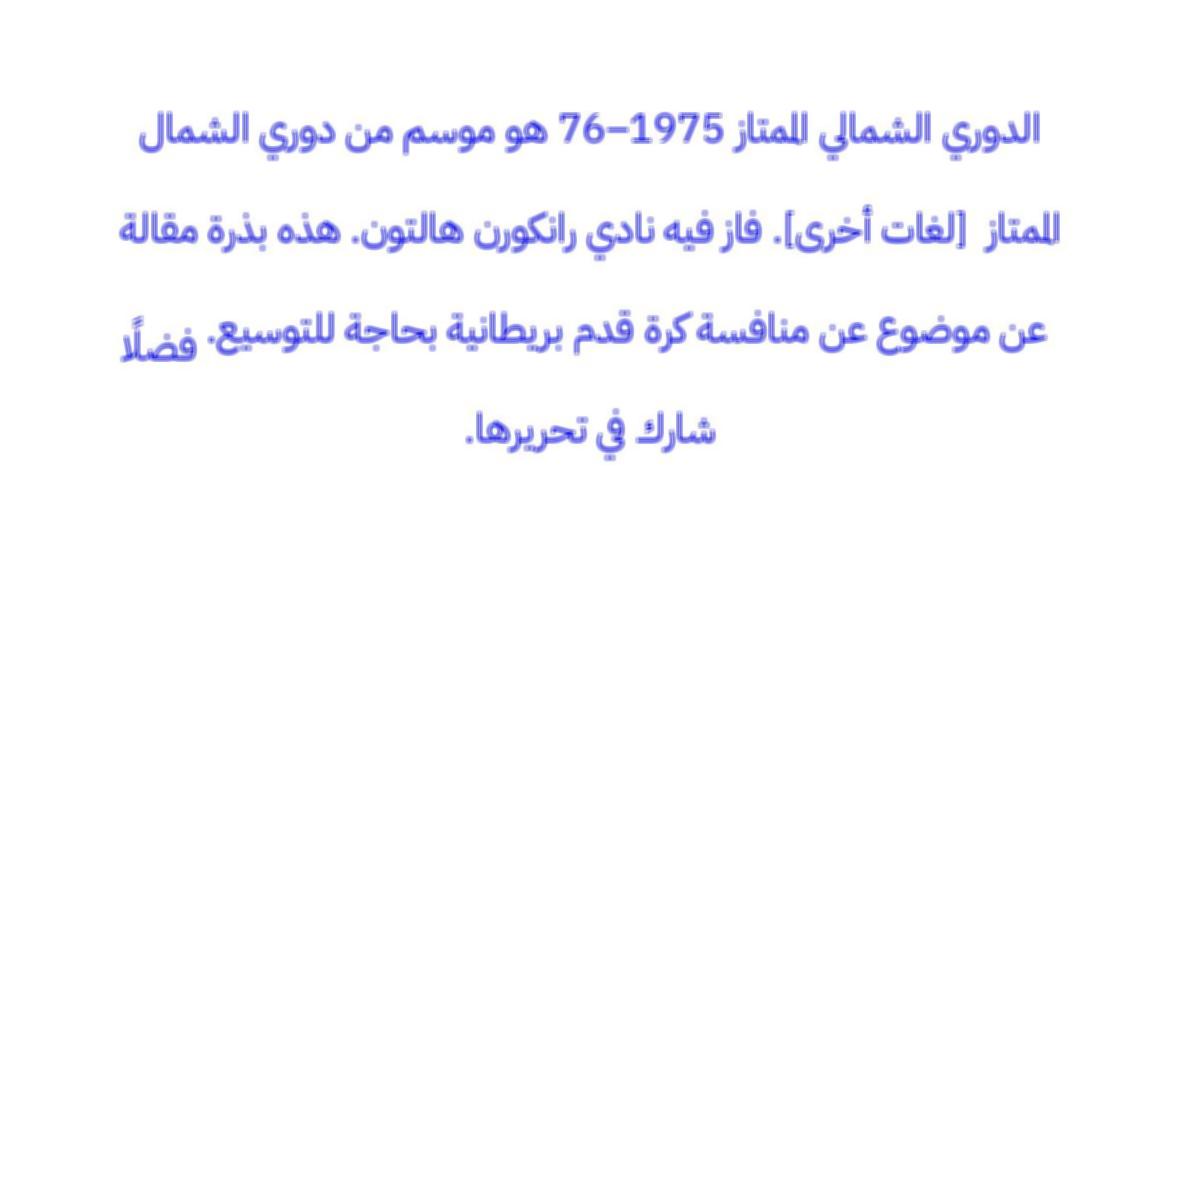 الدوري الشمالي الممتاز 1975–76 هو موسم من دوري الشمال
الممتاز [لغات أخرى]. فاز فيه نادي رانكورن هالتون. هذه بذرة مقالة
عن موضوع عن منافسة كرة قدم بريطانية بحاجة للتوسيع. فضلًا
شارك في تحريرها.